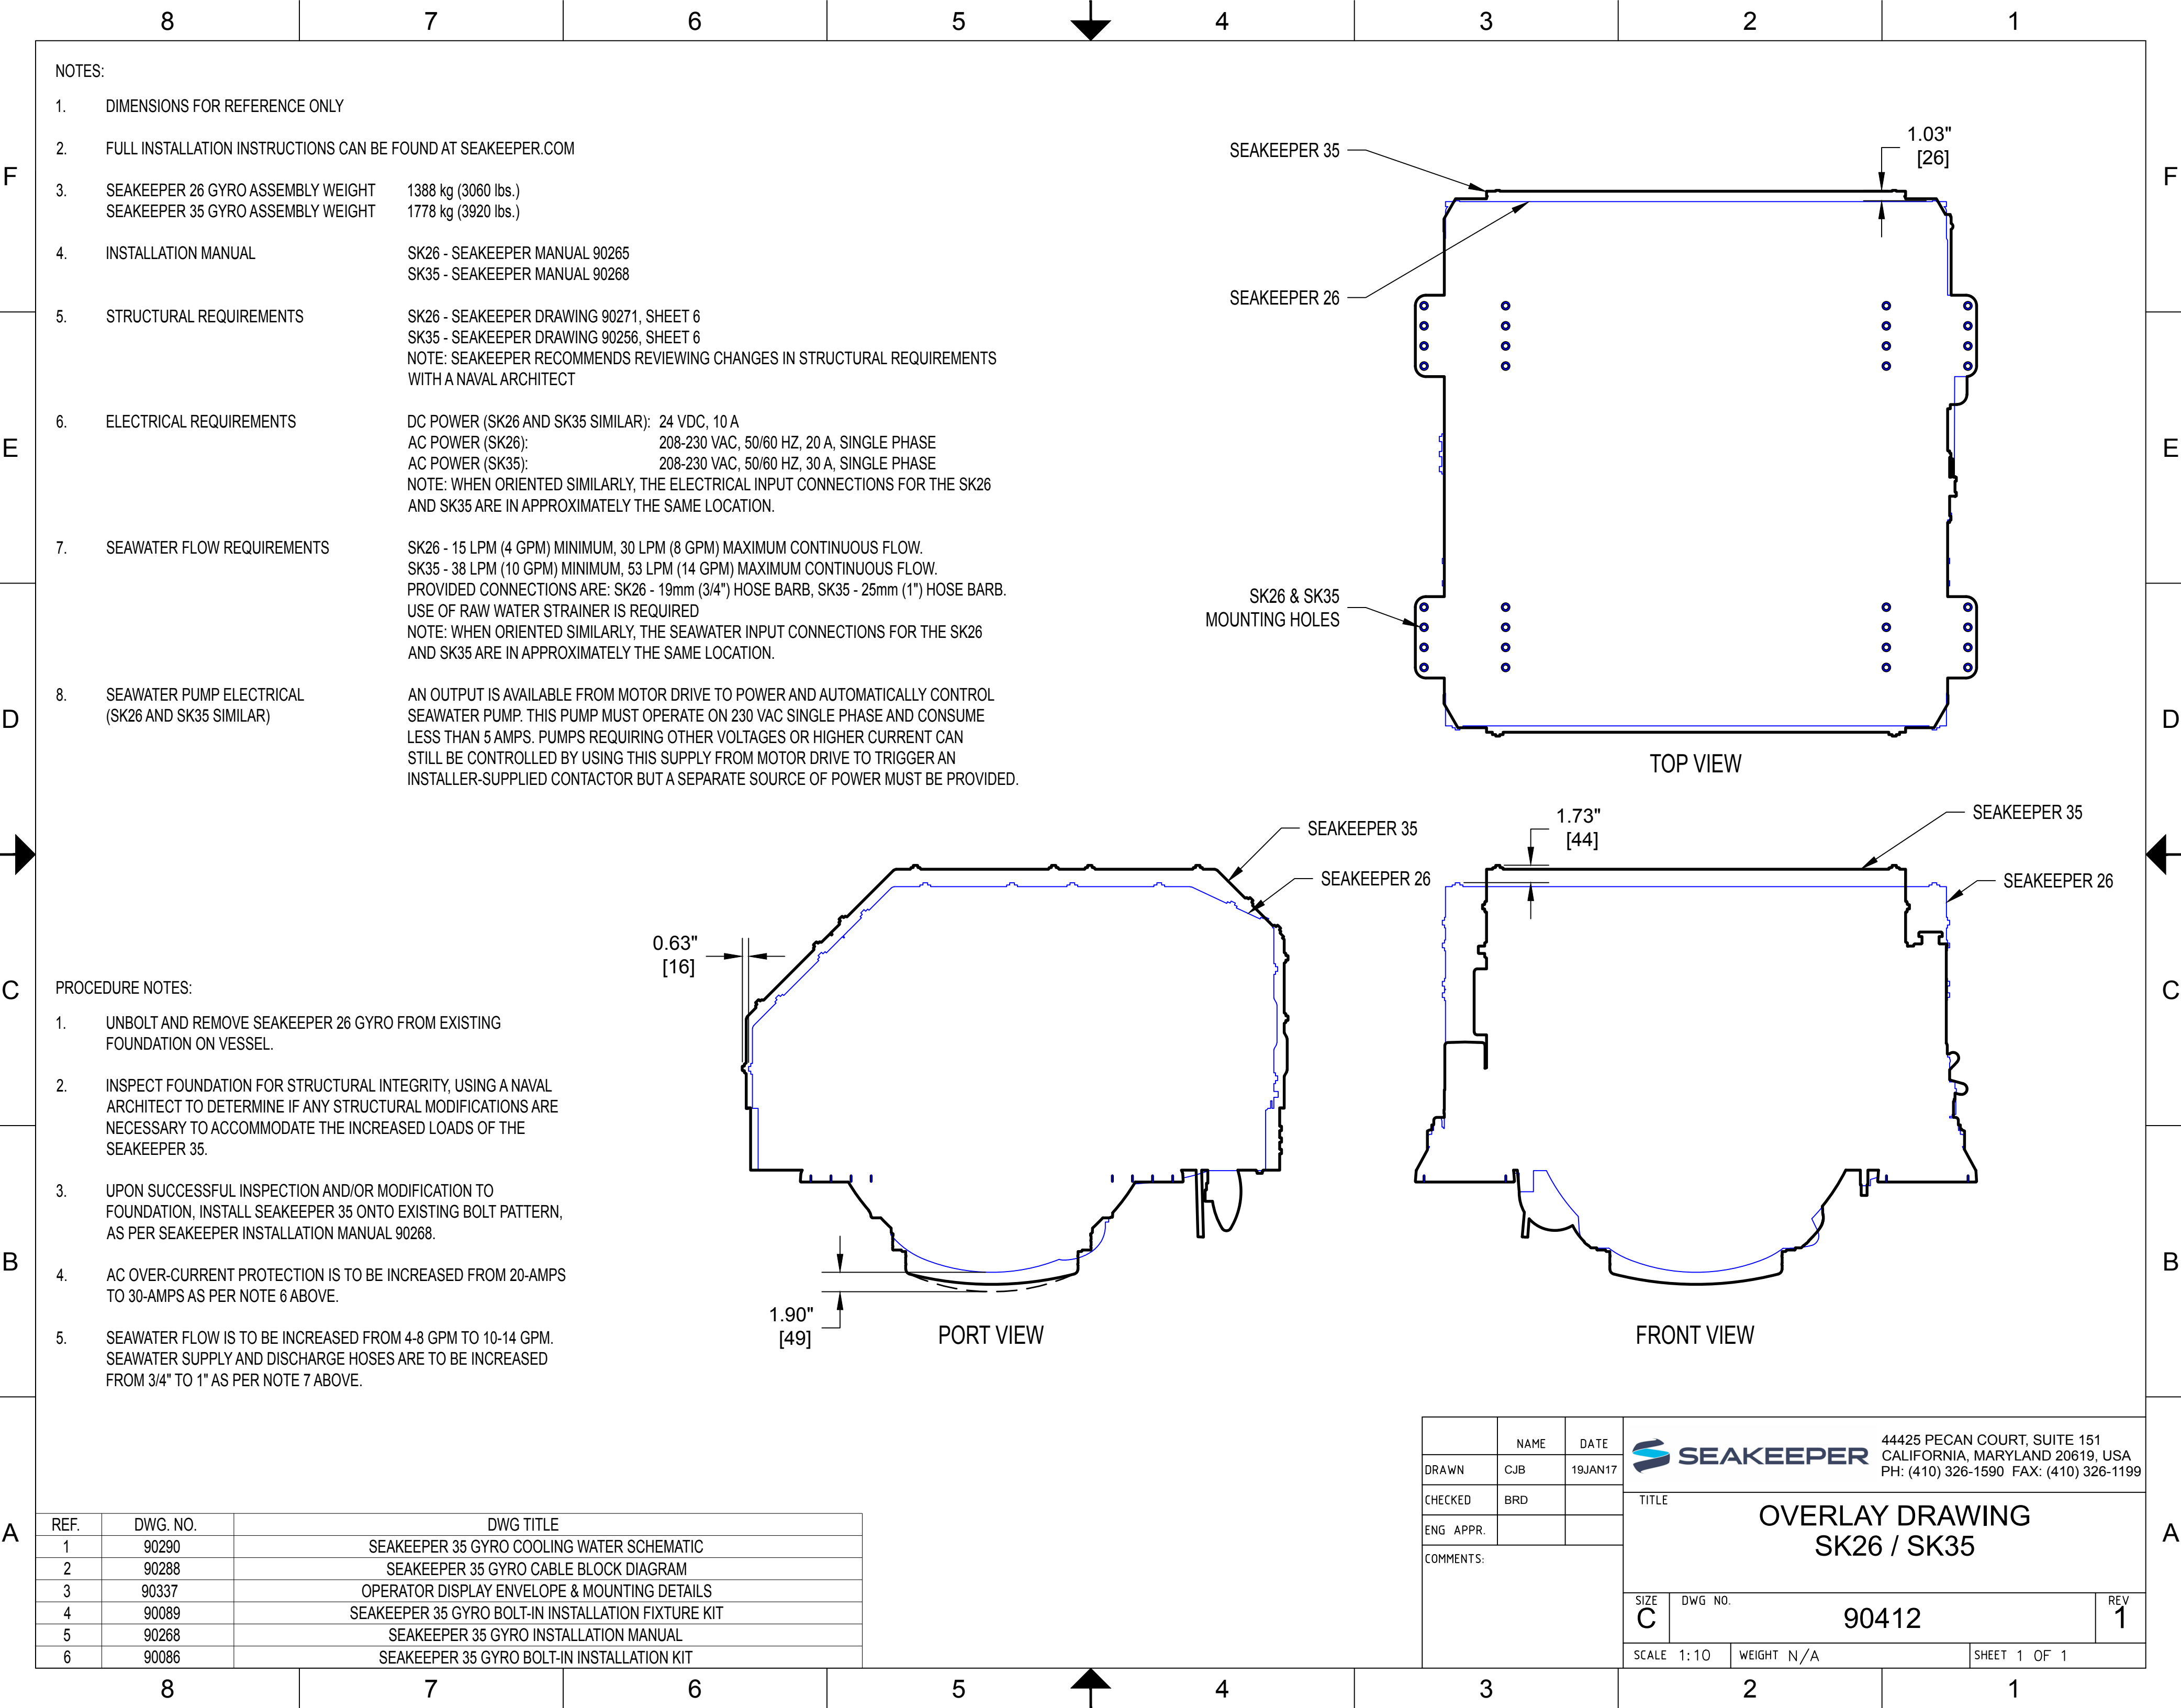 8 7 6 5 4 3 2 1
F
E
D
C
B
A
NOTES:
1. DIMENSIONS FOR REFERENCE ONLY
2. FULL INSTALLATION INSTRUCTIONS CAN BE FOUND AT SEAKEEPER.COM
3. SEAKEEPER 26 GYRO ASSEMBLY WEIGHT 1388 kg (3060 lbs.)
SEAKEEPER 35 GYRO ASSEMBLY WEIGHT 1778 kg (3920 lbs.)
4. INSTALLATION MANUAL SK26 - SEAKEEPER MANUAL 90265
SK35 - SEAKEEPER MANUAL 90268
5. STRUCTURAL REQUIREMENTS SK26 - SEAKEEPER DRAWING 90271, SHEET 6
SK35 - SEAKEEPER DRAWING 90256, SHEET 6
NOTE: SEAKEEPER RECOMMENDS REVIEWING CHANGES IN STRUCTURAL REQUIREMENTS
WITH A NAVAL ARCHITECT
6. ELECTRICAL REQUIREMENTS DC POWER (SK26 AND SK35 SIMILAR): 24 VDC, 10 A
AC POWER (SK26): 208-230 VAC, 50/60 HZ, 20 A, SINGLE PHASE
AC POWER (SK35): 208-230 VAC, 50/60 HZ, 30 A, SINGLE PHASE
NOTE: WHEN ORIENTED SIMILARLY, THE ELECTRICAL INPUT CONNECTIONS FOR THE SK26
AND SK35 ARE IN APPROXIMATELY THE SAME LOCATION.
7. SEAWATER FLOW REQUIREMENTS SK26 - 15 LPM (4 GPM) MINIMUM, 30 LPM (8 GPM) MAXIMUM CONTINUOUS FLOW.
SK35 - 38 LPM (10 GPM) MINIMUM, 53 LPM (14 GPM) MAXIMUM CONTINUOUS FLOW.
PROVIDED CONNECTIONS ARE: SK26 - 19mm (3/4") HOSE BARB, SK35 - 25mm (1") HOSE BARB.
USE OF RAW WATER STRAINER IS REQUIRED
NOTE: WHEN ORIENTED SIMILARLY, THE SEAWATER INPUT CONNECTIONS FOR THE SK26
AND SK35 ARE IN APPROXIMATELY THE SAME LOCATION.
8. SEAWATER PUMP ELECTRICAL AN OUTPUT IS AVAILABLE FROM MOTOR DRIVE TO POWER AND AUTOMATICALLY CONTROL
(SK26 AND SK35 SIMILAR) SEAWATER PUMP. THIS PUMP MUST OPERATE ON 230 VAC SINGLE PHASE AND CONSUME
LESS THAN 5 AMPS. PUMPS REQUIRING OTHER VOLTAGES OR HIGHER CURRENT CAN
STILL BE CONTROLLED BY USING THIS SUPPLY FROM MOTOR DRIVE TO TRIGGER AN
INSTALLER-SUPPLIED CONTACTOR BUT A SEPARATE SOURCE OF POWER MUST BE PROVIDED.
SEAKEEPER 35
1.03"
[26]
SEAKEEPER 26
SK26 & SK35
MOUNTING HOLES
TOP VIEW
SEAKEEPER 35
SEAKEEPER 26
0.63"
[16]
1.90"
[49]
PORT VIEW
1.73"
[44]
SEAKEEPER 35
SEAKEEPER 26
FRONT VIEW
PROCEDURE NOTES:
1. UNBOLT AND REMOVE SEAKEEPER 26 GYRO FROM EXISTING
FOUNDATION ON VESSEL.
2. INSPECT FOUNDATION FOR STRUCTURAL INTEGRITY, USING A NAVAL
ARCHITECT TO DETERMINE IF ANY STRUCTURAL MODIFICATIONS ARE
NECESSARY TO ACCOMMODATE THE INCREASED LOADS OF THE
SEAKEEPER 35.
3. UPON SUCCESSFUL INSPECTION AND/OR MODIFICATION TO
FOUNDATION, INSTALL SEAKEEPER 35 ONTO EXISTING BOLT PATTERN,
AS PER SEAKEEPER INSTALLATION MANUAL 90268.
4. AC OVER-CURRENT PROTECTION IS TO BE INCREASED FROM 20-AMPS
TO 30-AMPS AS PER NOTE 6 ABOVE.
5. SEAWATER FLOW IS TO BE INCREASED FROM 4-8 GPM TO 10-14 GPM.
SEAWATER SUPPLY AND DISCHARGE HOSES ARE TO BE INCREASED
FROM 3/4" TO 1" AS PER NOTE 7 ABOVE.
REF. DWG. NO. DWG TITLE
1 90290 SEAKEEPER 35 GYRO COOLING WATER SCHEMATIC
2 90288 SEAKEEPER 35 GYRO CABLE BLOCK DIAGRAM
3 90337 OPERATOR DISPLAY ENVELOPE & MOUNTING DETAILS
4 90089 SEAKEEPER 35 GYRO BOLT-IN INSTALLATION FIXTURE KIT
5 90268 SEAKEEPER 35 GYRO INSTALLATION MANUAL
6 90086 SEAKEEPER 35 GYRO BOLT-IN INSTALLATION KIT
NAME DATE
DRAWN CJB 19JAN17
CHECKED BRD
ENG APPR.
COMMENTS:
SEAKEEPER
44425 PECAN COURT, SUITE 151
CALIFORNIA, MARYLAND 20619, USA
PH: (410) 326-1590 FAX: (410) 326-1199
TITLE
OVERLAY DRAWING
SK26 / SK35
SIZE DWG NO. REV
C 90412 1
SCALE 1:10 WEIGHT N/A SHEET 1 OF 1
F
E
D
C
B
A
8 7 6 5 4 3 2 1